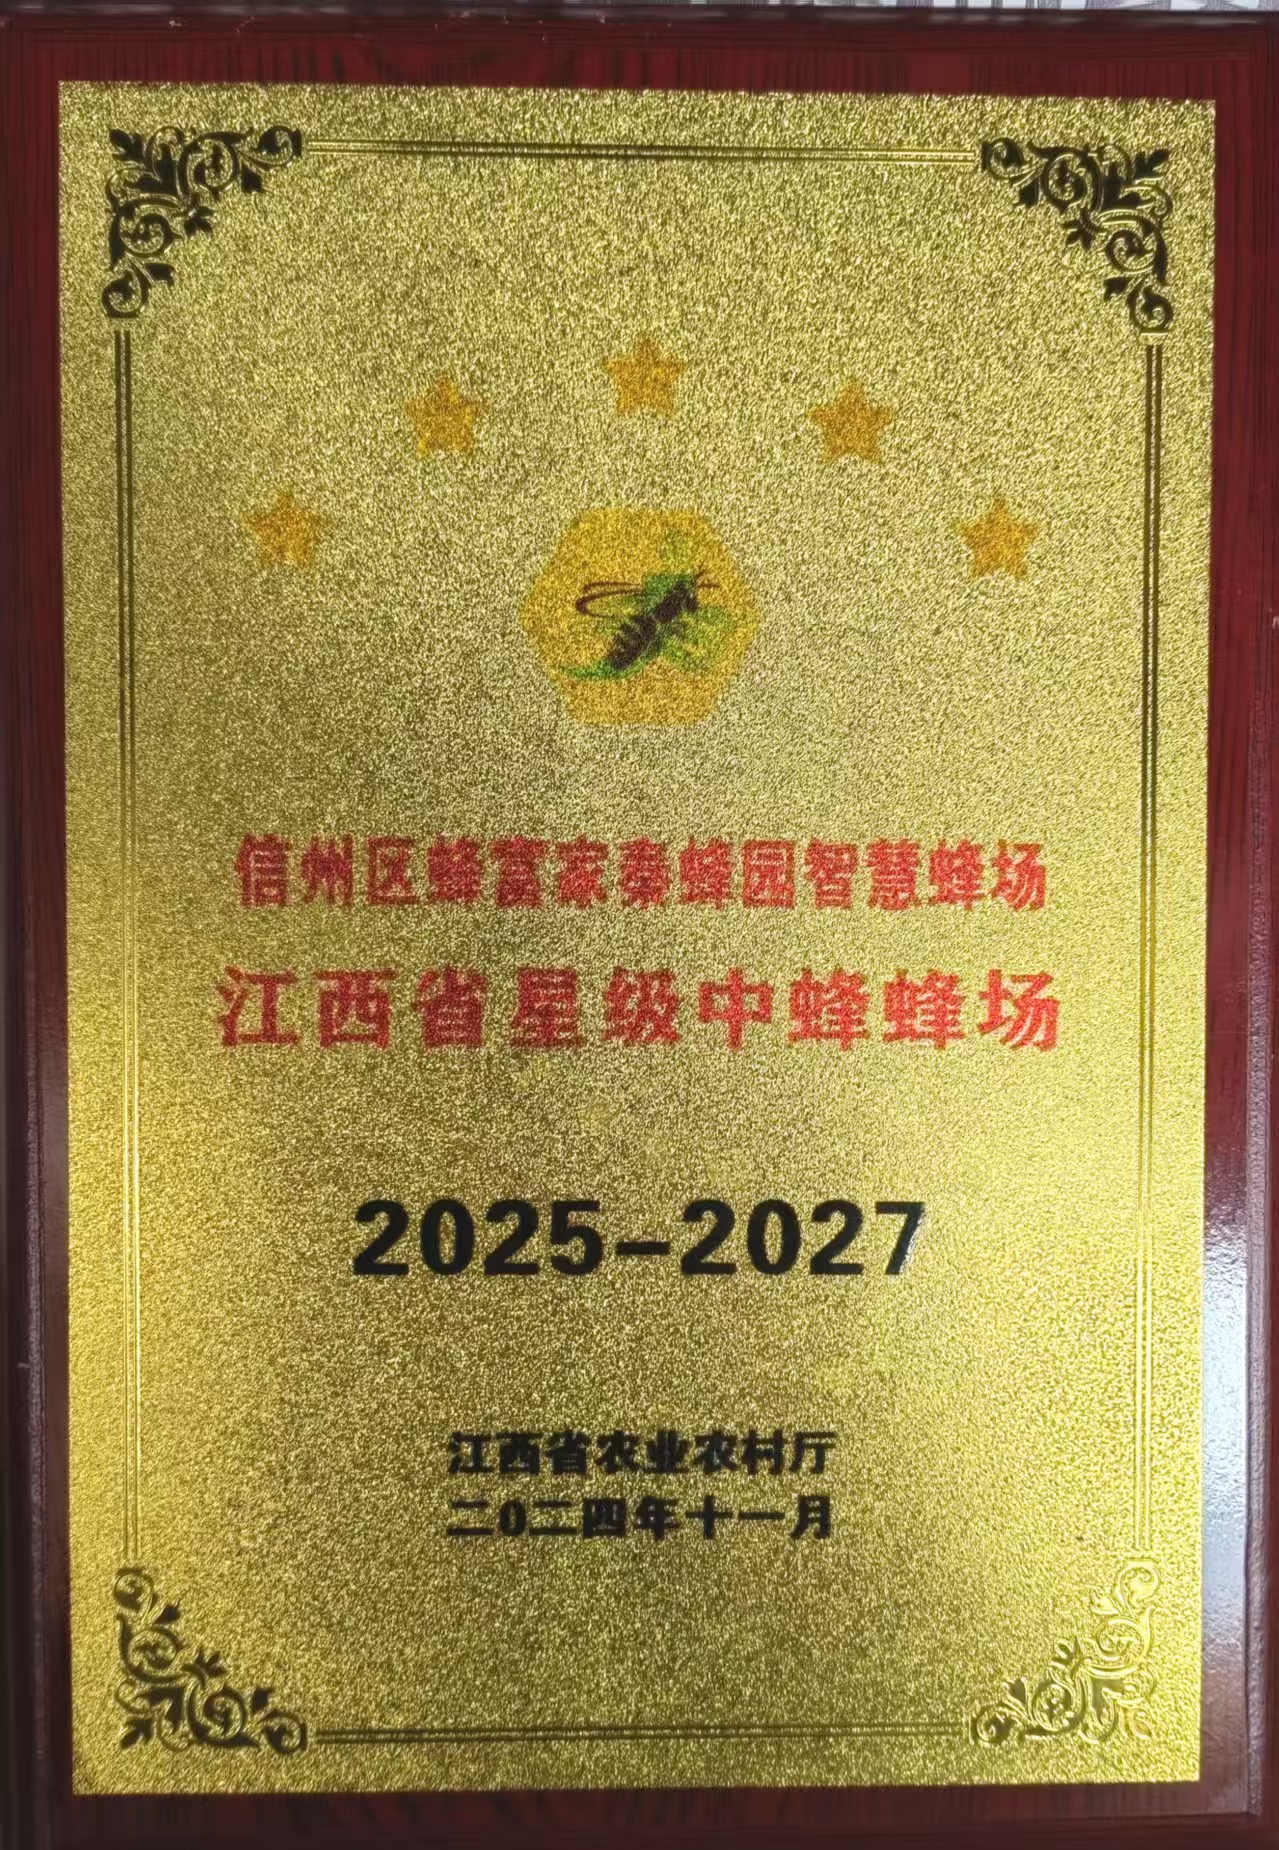 信州区蜂富家秦蜂园智慧蜂场
江西省星级中蜂蜂场
2025-2027
江西省农业农村厅
二0二四年十一月